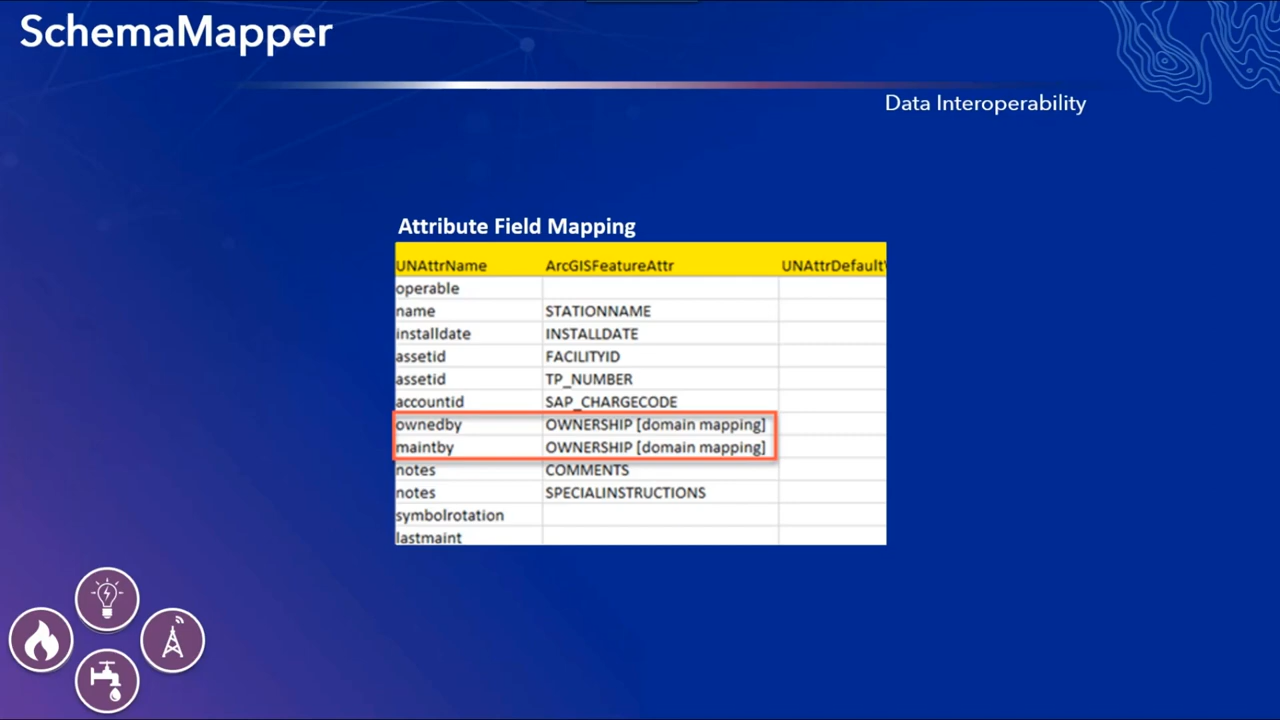 SchemaMapper
Data Interoperability
Attribute Field Mapping
UNAttrName ArcGISFeatureAttr UNAttrDefault
operable
name STATIONNAME
installdate INSTALLDATE
assetid FACILITYID
assetid TP_NUMBER
accountid SAP_CHARGECODE
ownedby OWNERSHIP [domain mapping]
maintby OWNERSHIP [domain mapping]
notes COMMENTS
notes SPECIALINSTRUCTIONS
symbolrotation
lastmaint